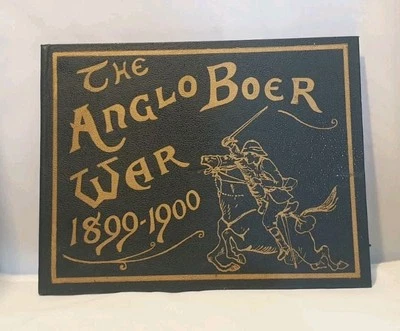 THE
ANGLO BOER
WAR
1899-1900